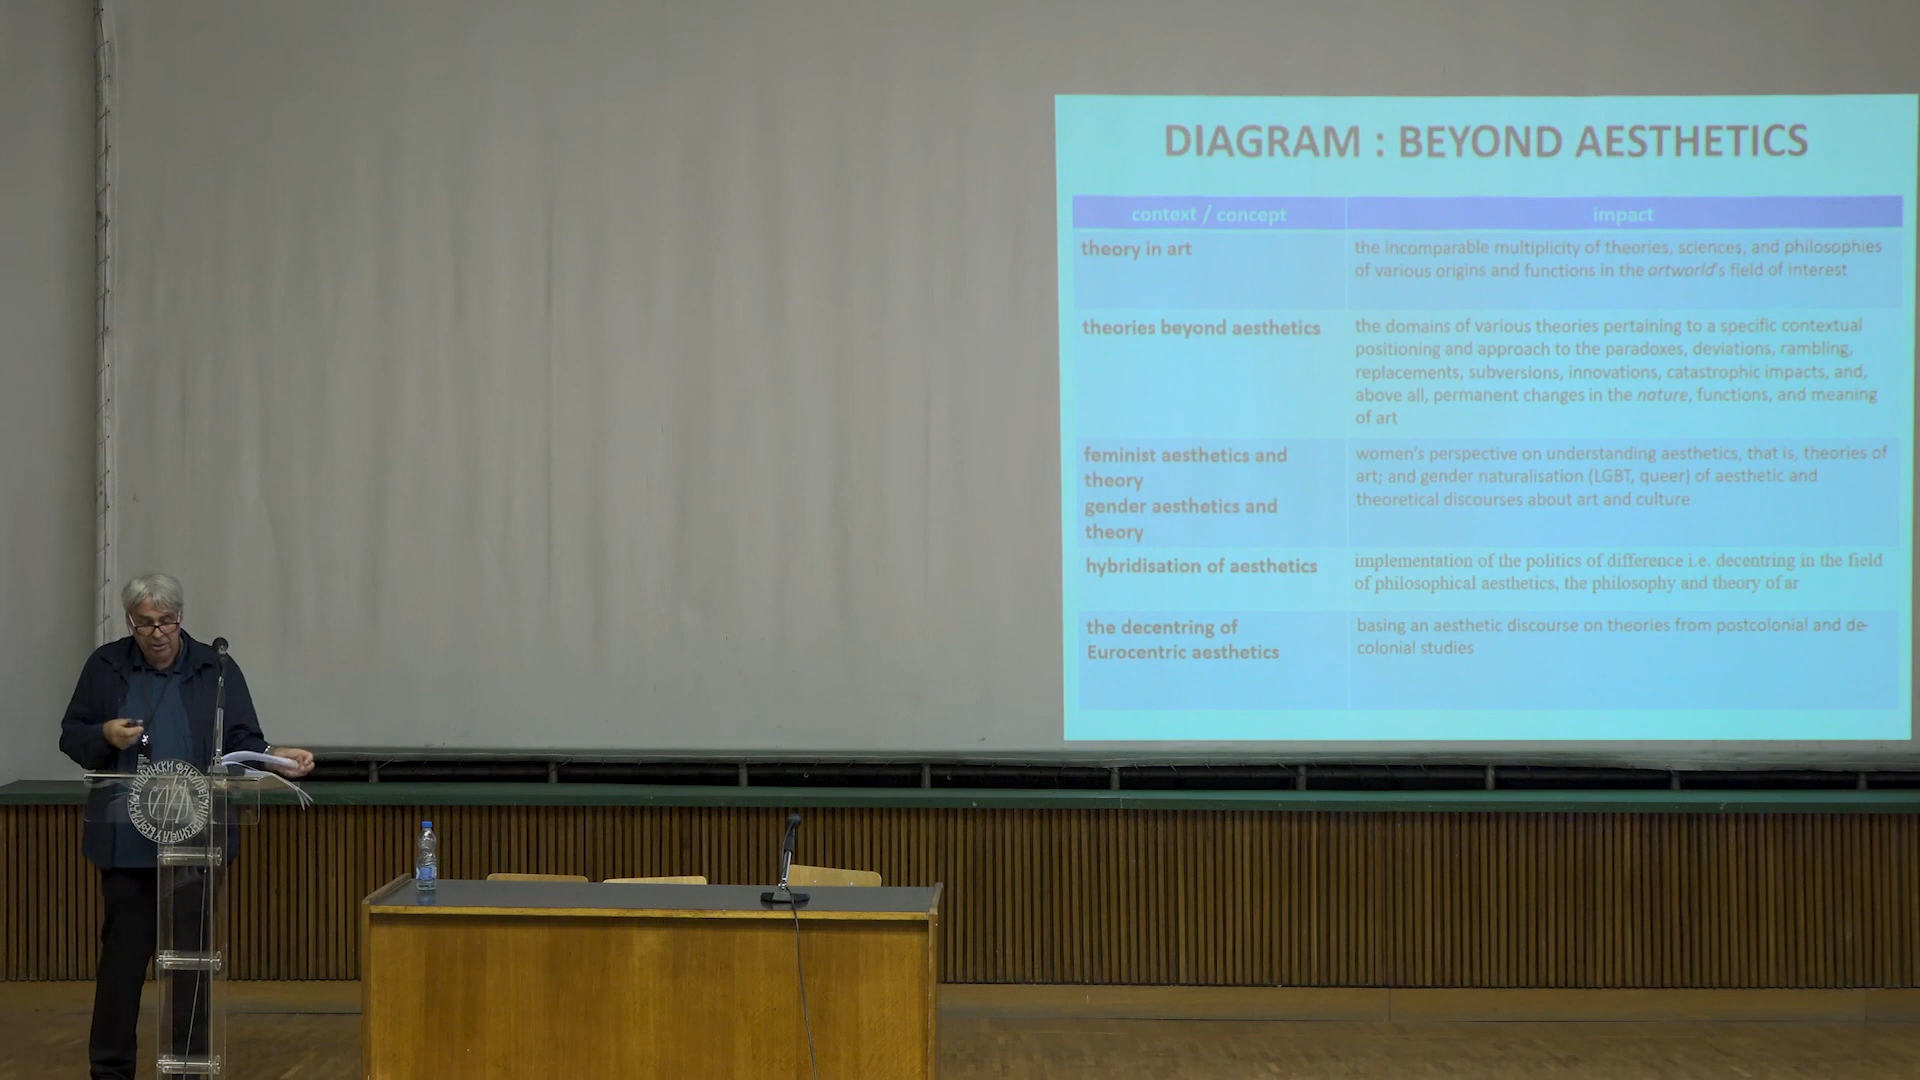 DIAGRAM : BEYOND AESTHETICS
context / concept
impact
theory in art
the incomparable multiplicity of theories, sciences, and philosophies
of various origins and functions in the artworld's field of interest
theories beyond aesthetics
the domains of various theories pertaining to a specific contextual
positioning and approach to the paradoxes, deviations, rambling,
replacements, subversions, innovations, catastrophic impacts, and,
above all, permanent changes in the nature, functions, and meaning
of art
feminist aesthetics and
theory
gender aesthetics and
theory
women's perspective on understanding aesthetics, that is, theories of
art; and gender naturalisation (LGBT, queer) of aesthetic and
theoretical discourses about art and culture
hybridisation of aesthetics
implementation of the politics of difference i.e. decentring in the field
of philosophical aesthetics, the philosophy and theory of ar
the decentring of
Eurocentric aesthetics
basing an aesthetic discourse on theories from postcolonial and de-
colonial studies